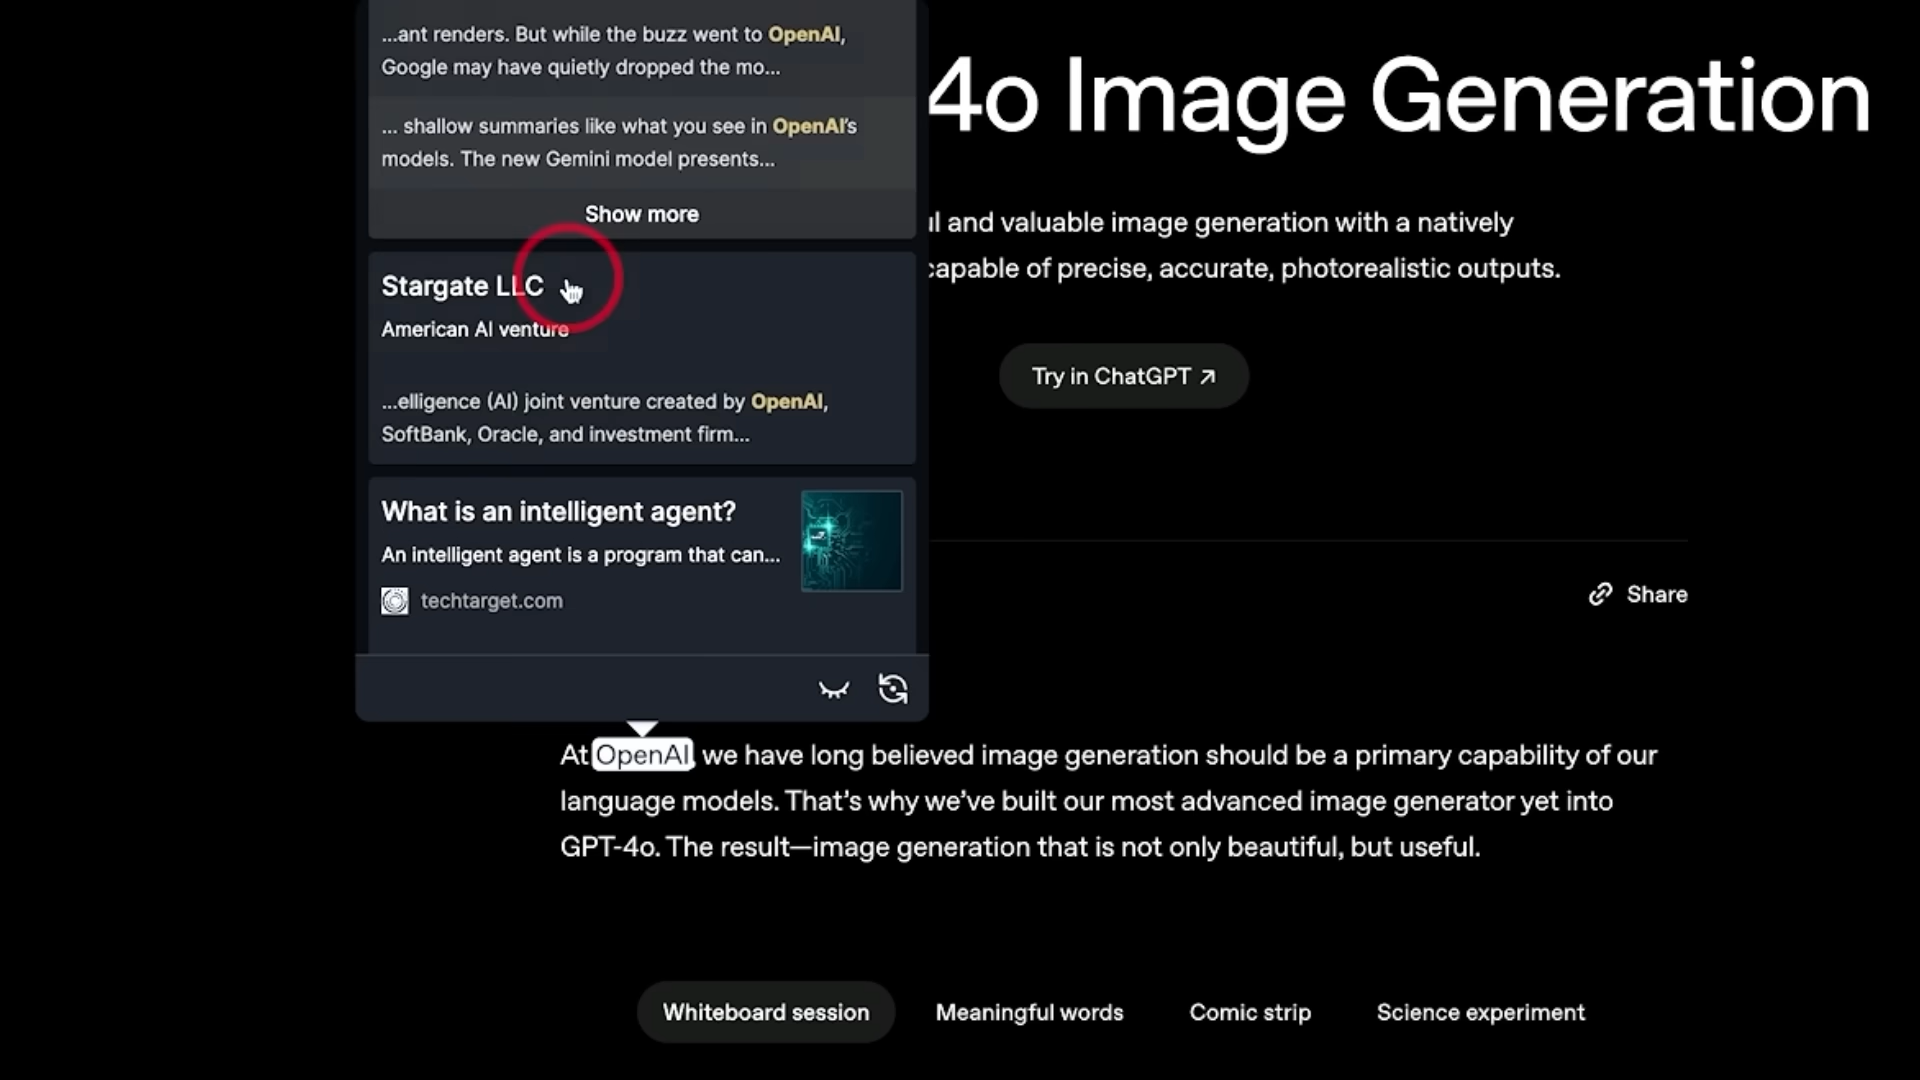 ...ant renders. But while the buzz went to OpenAI,
Google may have quietly dropped the mo...
... shallow summaries like what you see in OpenAI's
models. The new Gemini model presents...
Show more
Stargate LLC
American AI venture
...elligence (AI) joint venture created by OpenAI,
SoftBank, Oracle, and investment firm...
What is an intelligent agent?
An intelligent agent is a program that can...
techtarget.com
4o Image Generation
and valuable image generation with a natively
capable of precise, accurate, photorealistic outputs.
Try in ChatGPT ↗
Share
At OpenAI, we have long believed image generation should be a primary capability of our
language models. That’s why we’ve built our most advanced image generator yet into
GPT-4o. The result—image generation that is not only beautiful, but useful.
Whiteboard session
Meaningful words
Comic strip
Science experiment